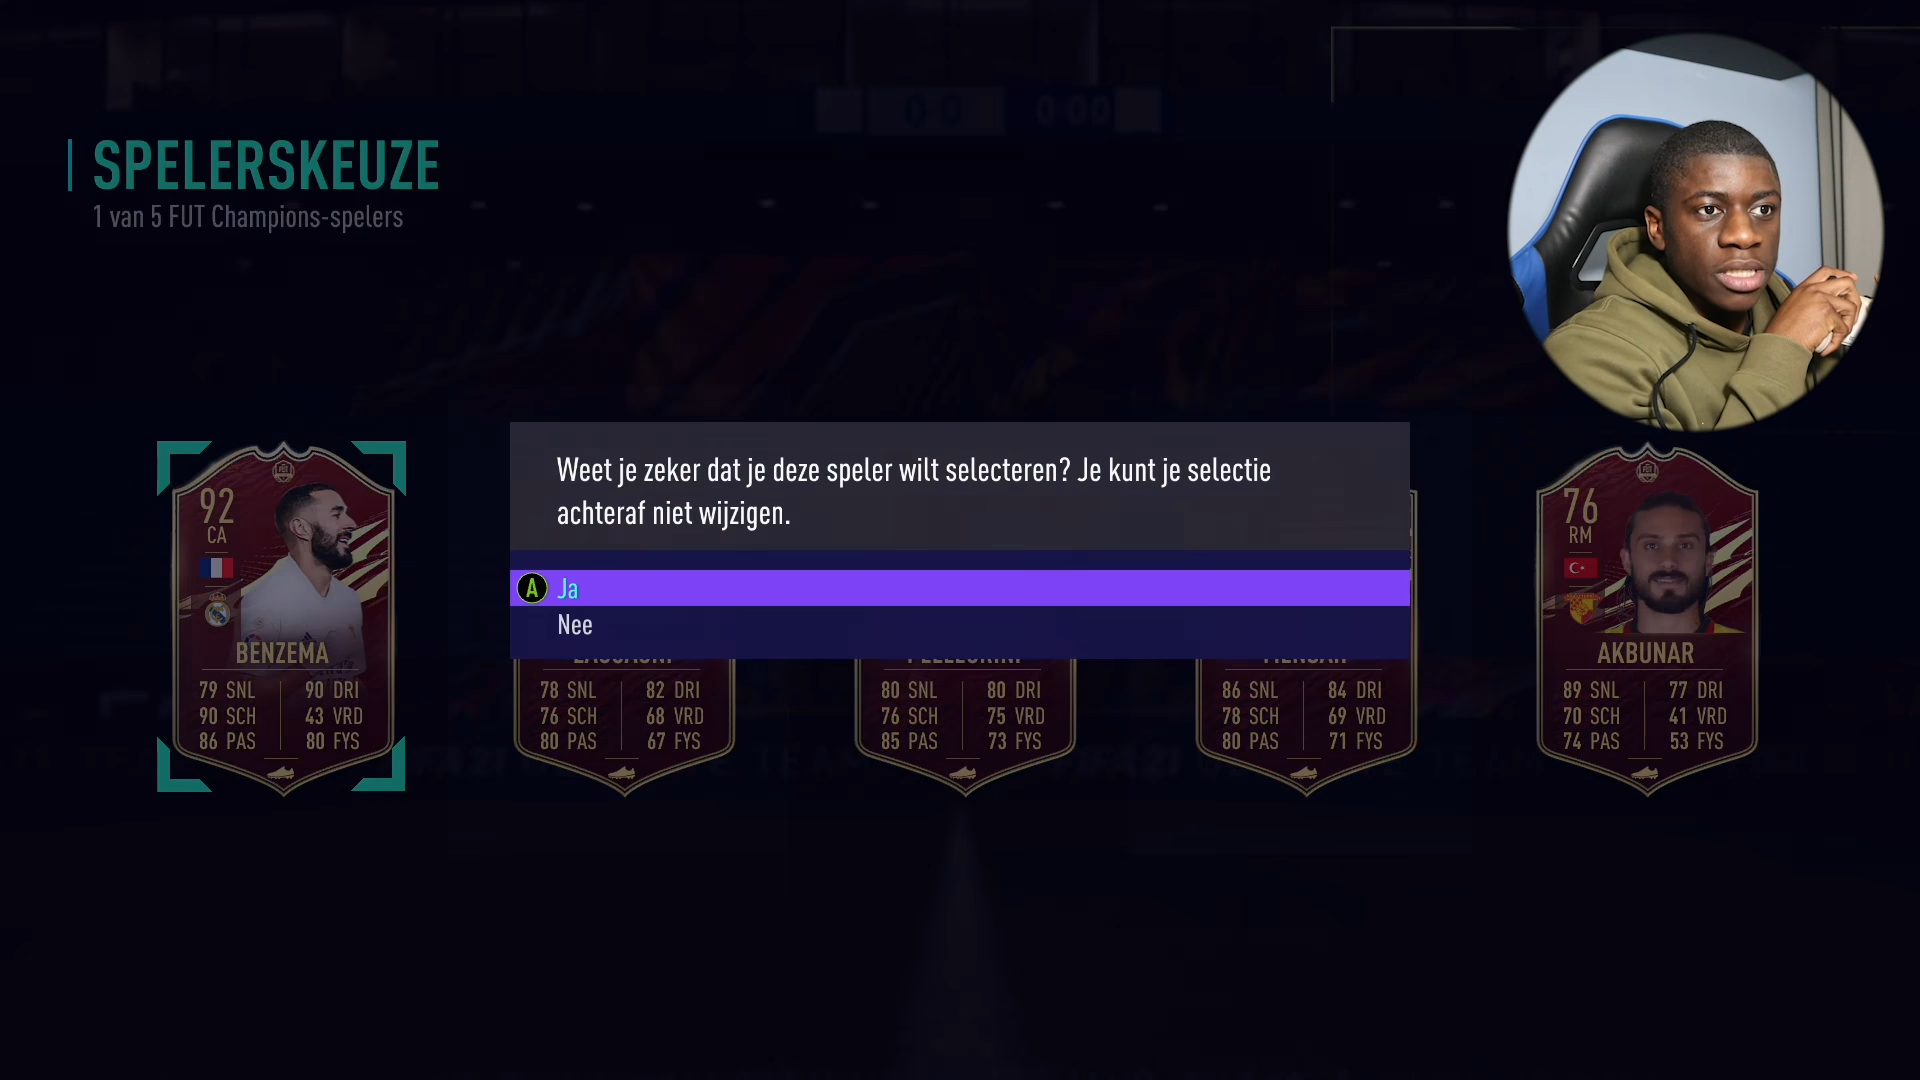 SPELERSKEUZE
1 van 5 FUT Champions-spelers
Weet je zeker dat je deze speler wilt selecteren? Je kunt je selectie
achteraf niet wijzigen.
A Ja
Nee
92
CA
BENZEMA
79 SNL 90 DRI
90 SCH 43 VRD
86 PAS 80 FYS
78 SNL 82 DRI
76 SCH 68 VRD
80 PAS 67 FYS
80 SNL 80 DRI
76 SCH 75 VRD
85 PAS 73 FYS
86 SNL 84 DRI
78 SCH 69 VRD
80 PAS 71 FYS
76
RM
AKBUNAR
89 SNL 77 DRI
70 SCH 41 VRD
74 PAS 53 FYS